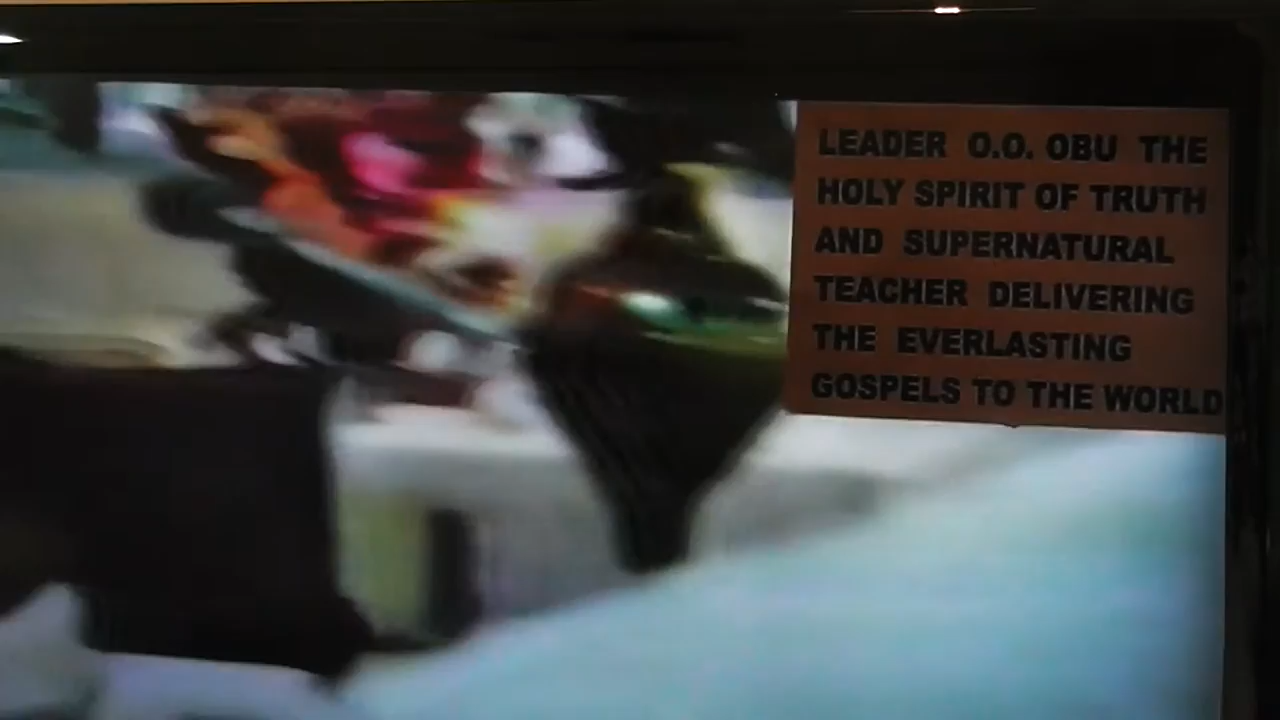 LEADER O.O. OBU THE
HOLY SPIRIT OF TRUTH
AND SUPERNATURAL
TEACHER DELIVERING
THE EVERLASTING
GOSPELS TO THE WORLD